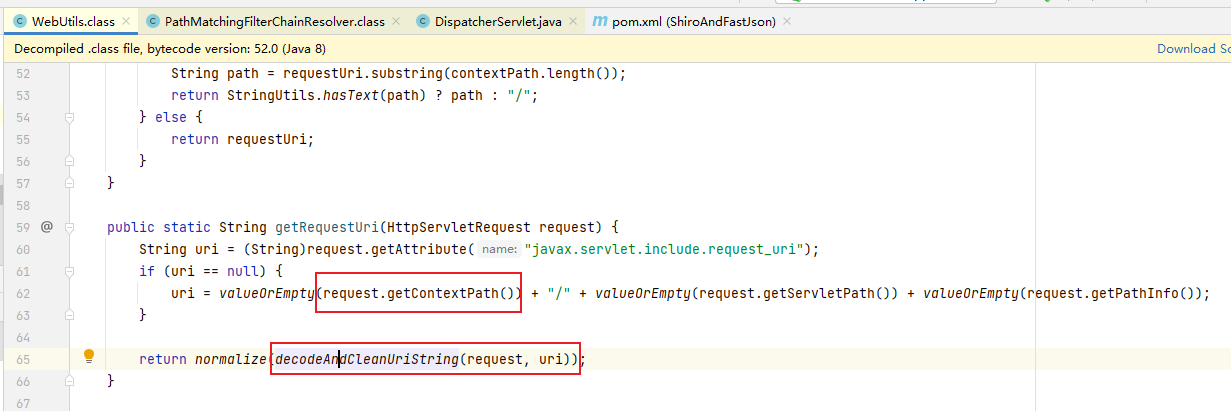 WebUtils.class × PathMatchingFilterChainResolver.class × DispatcherServlet.java × pom.xml (ShiroAndFastJson) ×
Decompiled .class file, bytecode version: 52.0 (Java 8) Download So
52 String path = requestUri.substring(contextPath.length());
53 return StringUtils.hasText(path) ? path : "/";
54 } else {
55 return requestUri;
56 }
57 }
58
59 @ public static String getRequestUri(HttpServletRequest request) {
60 String uri = (String)request.getAttribute( name: "javax.servlet.include.request_uri");
61 if (uri == null) {
62 uri = valueOrEmpty(request.getContextPath()) + "/" + valueOrEmpty(request.getServletPath()) + valueOrEmpty(request.getPathInfo());
63 }
64
65 return normalize(decodeAndCleanUriString(request, uri));
66 }
67